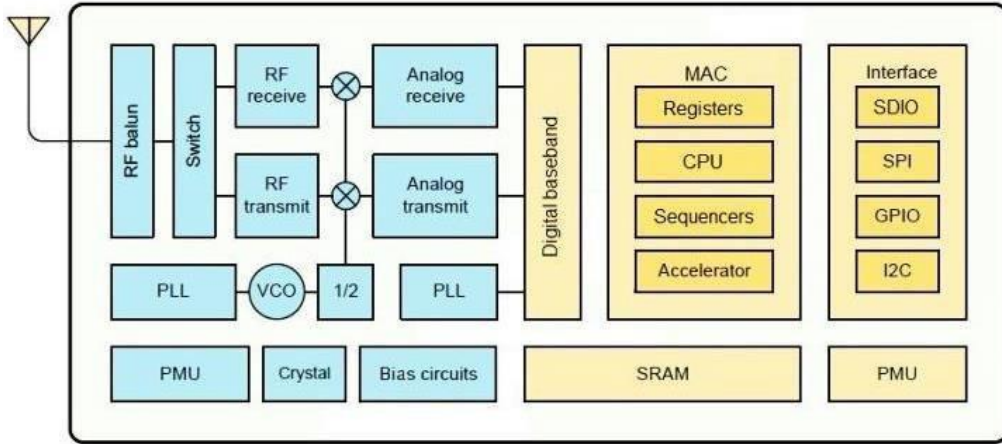 RF balun
Switch
RF
receive
Analog
receive
RF
transmit
Analog
transmit
PLL
VCO
1/2
PLL
Digital baseband
MAC
Registers
CPU
Sequencers
Accelerator
Interface
SDIO
SPI
GPIO
I2C
PMU
Crystal
Bias circuits
SRAM
PMU